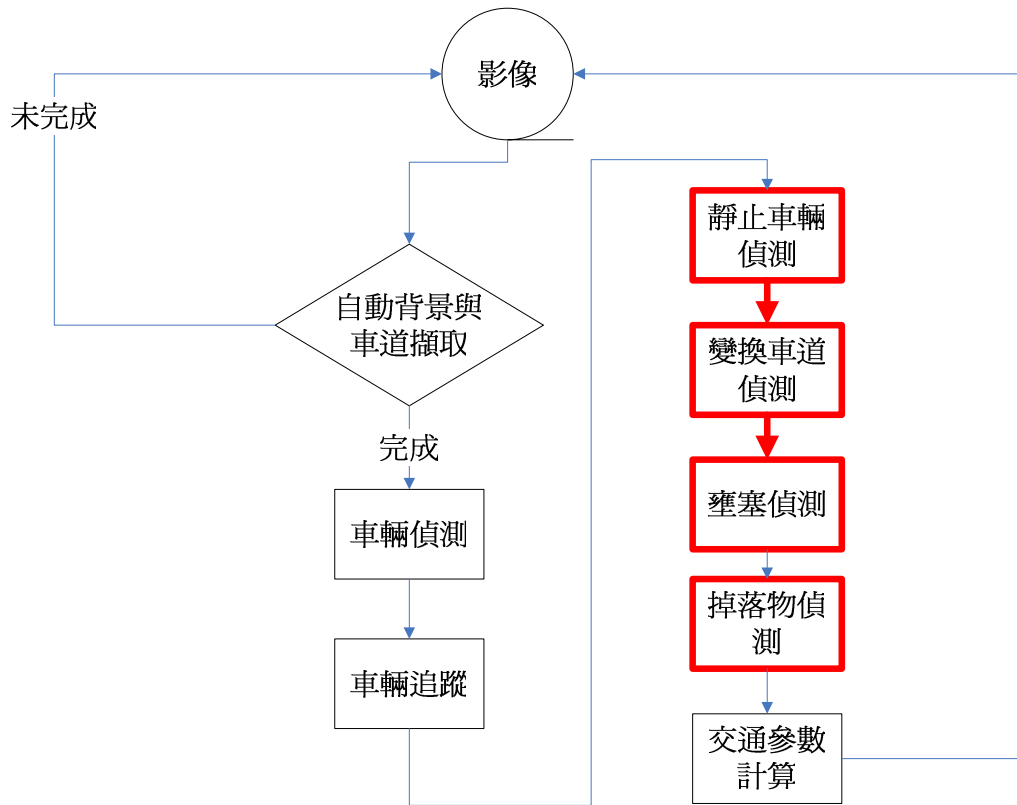 影像
未完成
自動背景與
車道擷取
完成
車輛偵測
車輛追蹤
靜止車輛
偵測
變換車道
偵測
壅塞偵測
掉落物偵
測
交通參數
計算